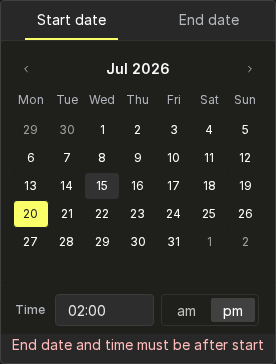 Start date End date
‹ Jul 2026 ›
Mon Tue Wed Thu Fri Sat Sun
29 30 1 2 3 4 5
6 7 8 9 10 11 12
13 14 15 16 17 18 19
20 21 22 23 24 25 26
27 28 29 30 31 1 2
Time 02:00 am pm
End date and time must be after start